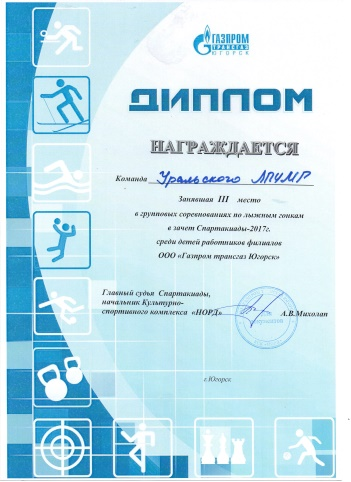 ГАЗПРОМ
ТРАНСГАЗ
ЮГОРСК
ДИПЛОМ
НАГРАЖДАЕТСЯ
Команда Уральского ЛПУМГ
Занявшая III место
в групповых соревнованиях по лыжным гонкам
в зачет Спартакиады-2017г.
среди детей работников филиалов
ООО «Газпром трансгаз Югорск»
Главный судья Спартакиады,
начальник Культурно-
спортивного комплекса «НОРД» А.В.Михолап
г.Югорск